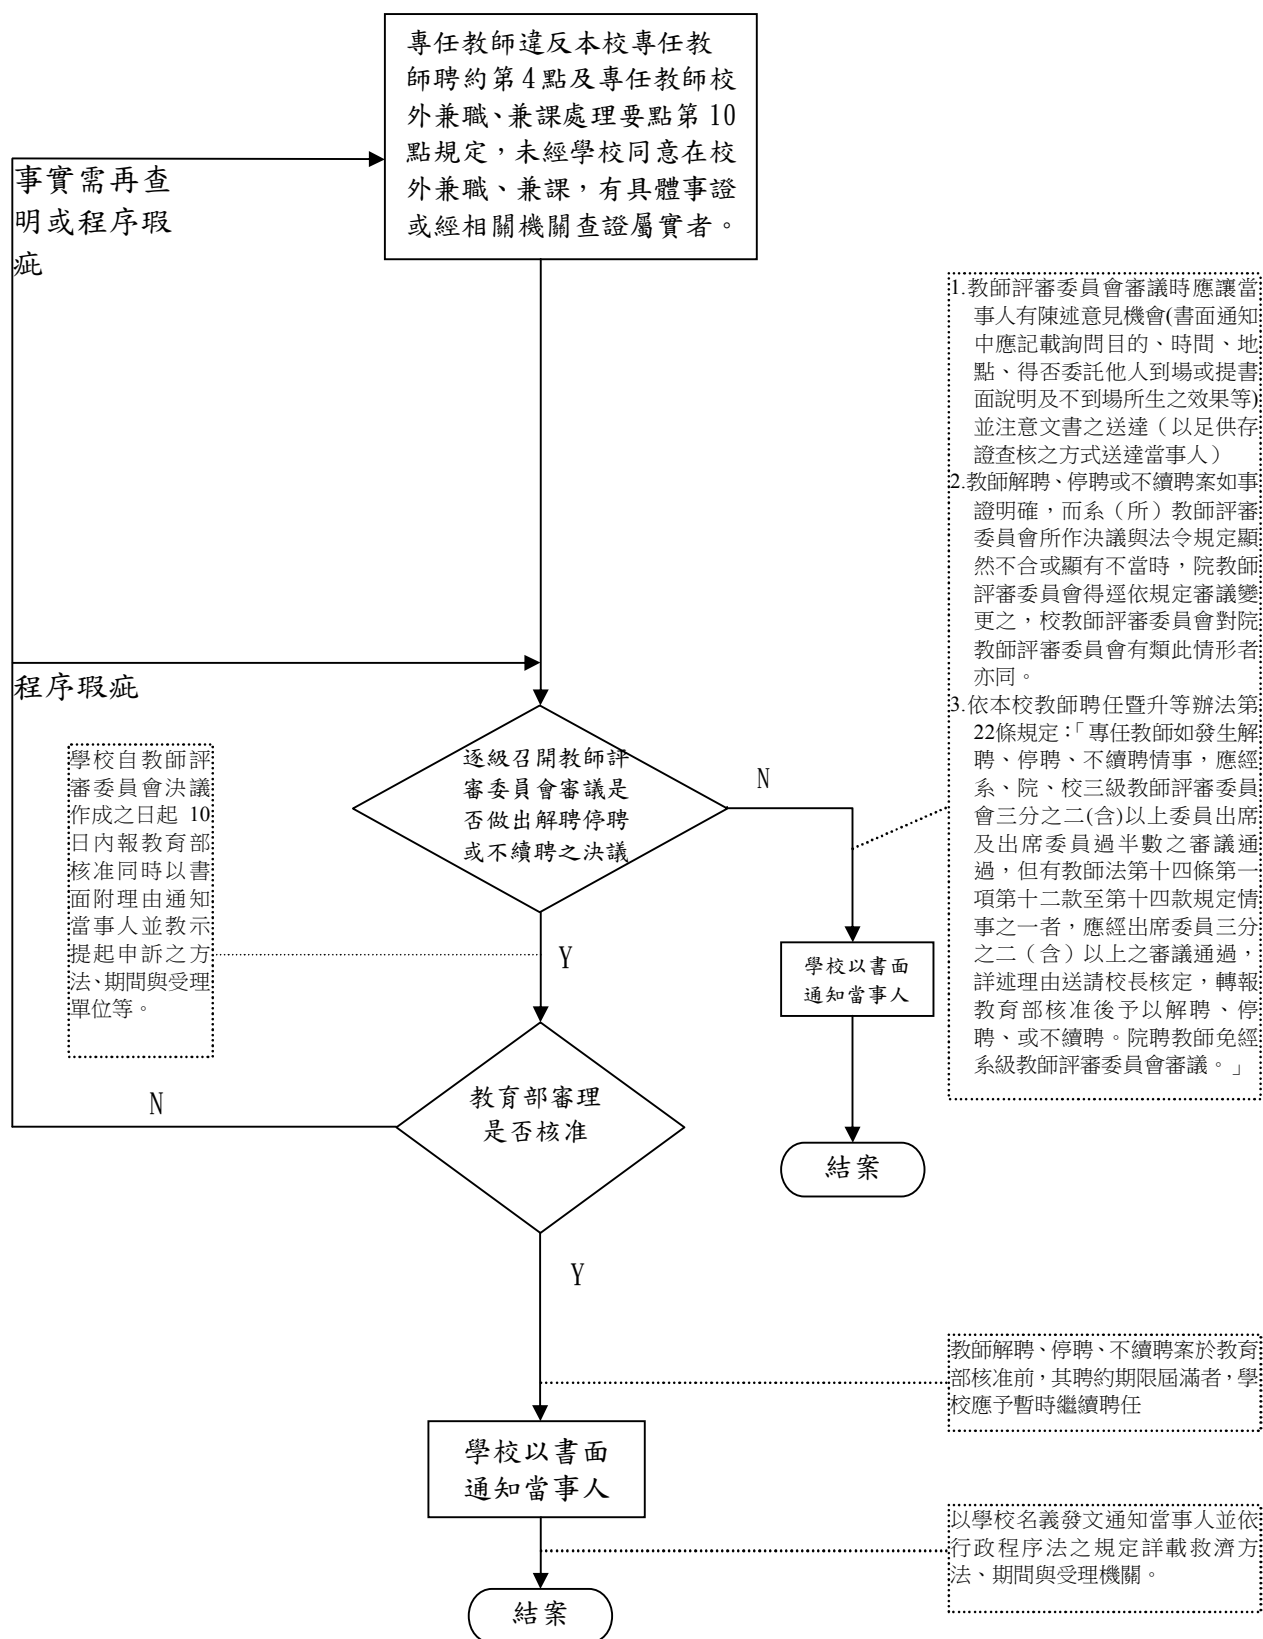 專任教師違反本校專任教
師聘約第4點及專任教師校
外兼職、兼課處理要點第10
點規定，未經學校同意在校
外兼職、兼課，有具體事證
或經相關機關查證屬實者。
事實需再查
明或程序瑕
疵
1.教師評審委員會審議時應讓當
事人有陳述意見機會(書面通知
中應記載詢問目的、時間、地
點、得否委託他人到場或提書
面說明及不到場所生之效果等)
並注意文書之送達（以足供存
證查核之方式送達當事人）
2.教師解聘、停聘或不續聘案如事
證明確，而系（所）教師評審
委員會所作決議與法令規定顯
然不合或顯有不當時，院教師
評審委員會得逕依規定審議變
更之，校教師評審委員會對院
教師評審委員會有類此情形者
亦同。
3.依本校教師聘任暨升等辦法第
22條規定：「專任教師如發生解
聘、停聘、不續聘情事，應經
系、院、校三級教師評審委員
會三分之二(含)以上委員出席
及出席委員過半數之審議通
過，但有教師法第十四條第一
項第十二款至第十四款規定情
事之一者，應經出席委員三分
之二（含）以上之審議通過，
詳述理由送請校長核定，轉報
教育部核准後予以解聘、停
聘、或不續聘。院聘教師免經
系級教師評審委員會審議。」
程序瑕疵
學校自教師評
審委員會決議
作成之日起 10
日內報教育部
核准同時以書
面附理由通知
當事人並教示
提起申訴之方
法、期間與受理
單位等。
逐級召開教師評
審委員會審議是
否做出解聘停聘
或不續聘之決議
N
Y
學校以書面
通知當事人
結案
教育部審理
是否核准
N
Y
教師解聘、停聘、不續聘案於教育
部核准前，其聘約期限屆滿者，學
校應予暫時繼續聘任
學校以書面
通知當事人
以學校名義發文通知當事人並依
行政程序法之規定詳載救濟方
法、期間與受理機關。
結案